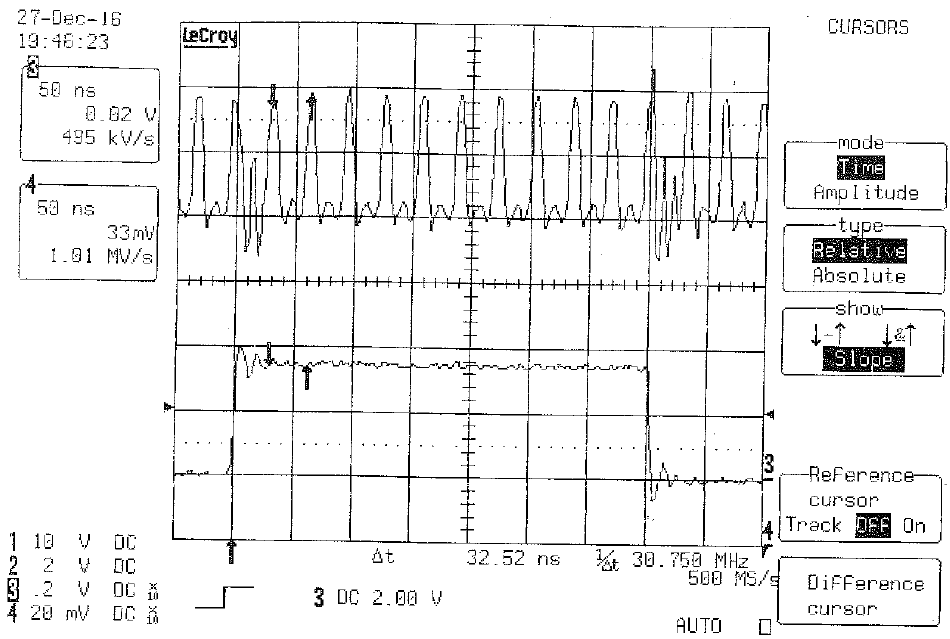 27-Dec-16
19:46:23
LeCroy
CURSORS
3
50 ns
0.02 V
495 kV/s
4
50 ns
33mV
1.01 MV/s
mode
Time
Amplitude
type
Relative
Absolute
show
↓-↑ ↓&↑
Slope
3
Reference
cursor
Track OFF On
4
1 10 V DC
2 2 V DC
3 .2 V DC x10
4 20 mV DC x10
Δt 32.52 ns 1/Δt 30.750 MHz
500 MS/s
3 DC 2.00 V
Difference
cursor
AUTO